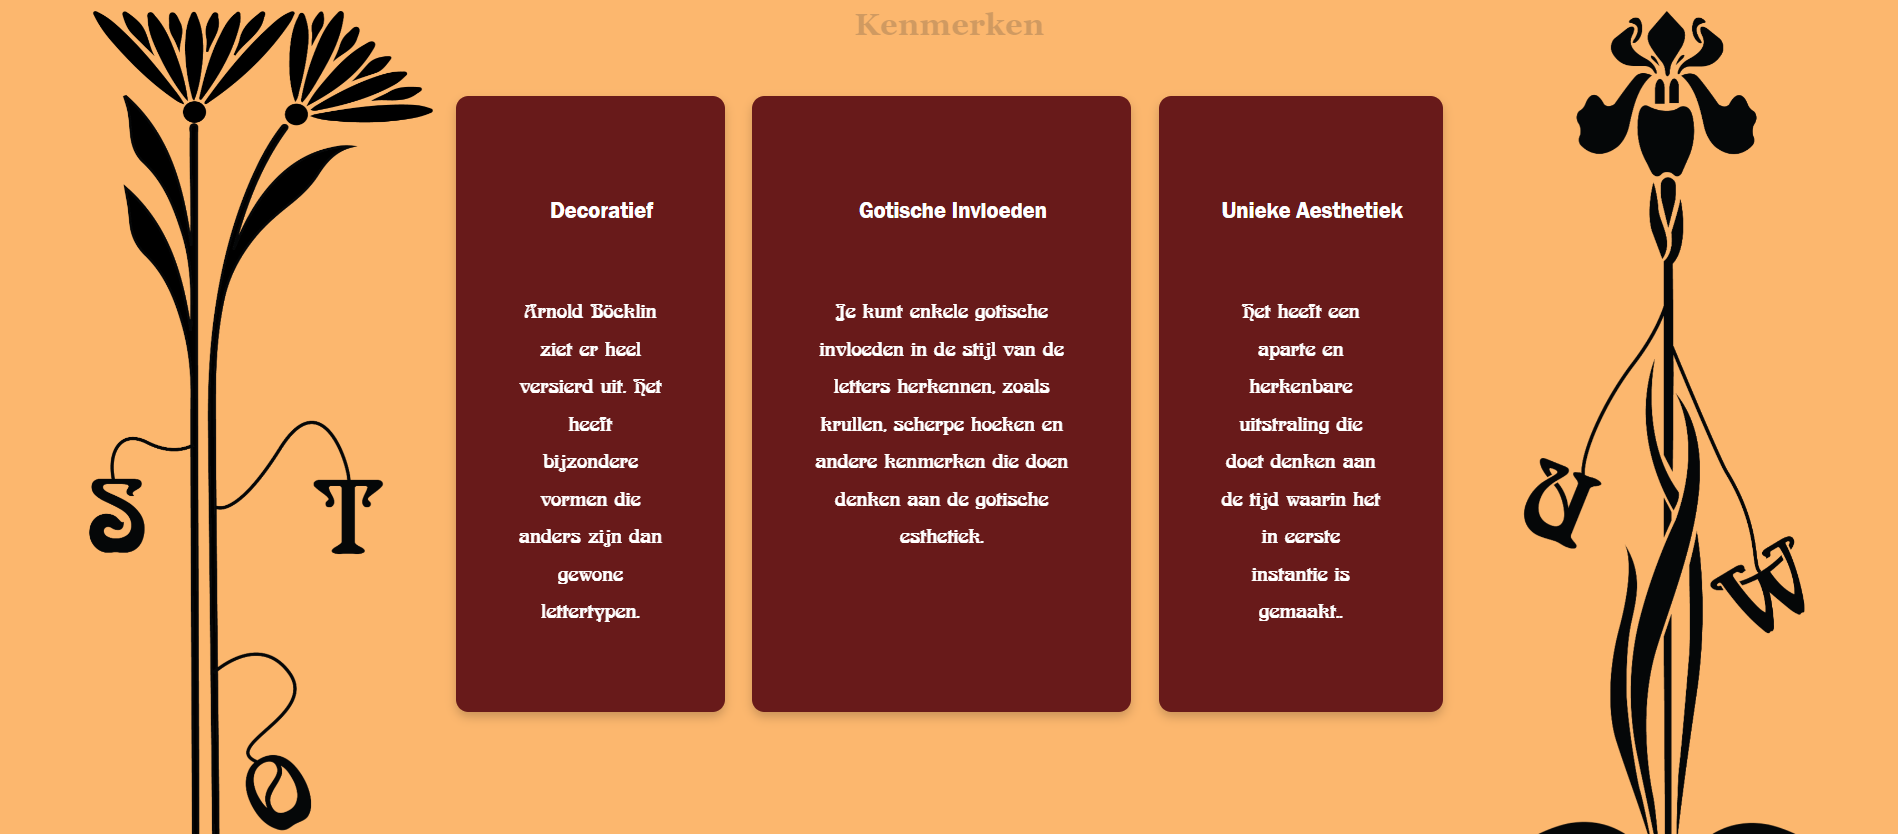 Kenmerken
Decoratief
Arnold Böcklin
ziet er heel
versierd uit. Het
heeft
bijzondere
vormen die
anders zijn dan
gewone
lettertypen.
Gotische Invloeden
Je kunt enkele gotische
invloeden in de stijl van de
letters herkennen, zoals
krullen, scherpe hoeken en
andere kenmerken die doen
denken aan de gotische
esthetiek.
Unieke Aesthetiek
Het heeft een
aparte en
herkenbare
uitstraling die
doet denken aan
de tijd waarin het
in eerste
instantie is
gemaakt..
S
T
O
W